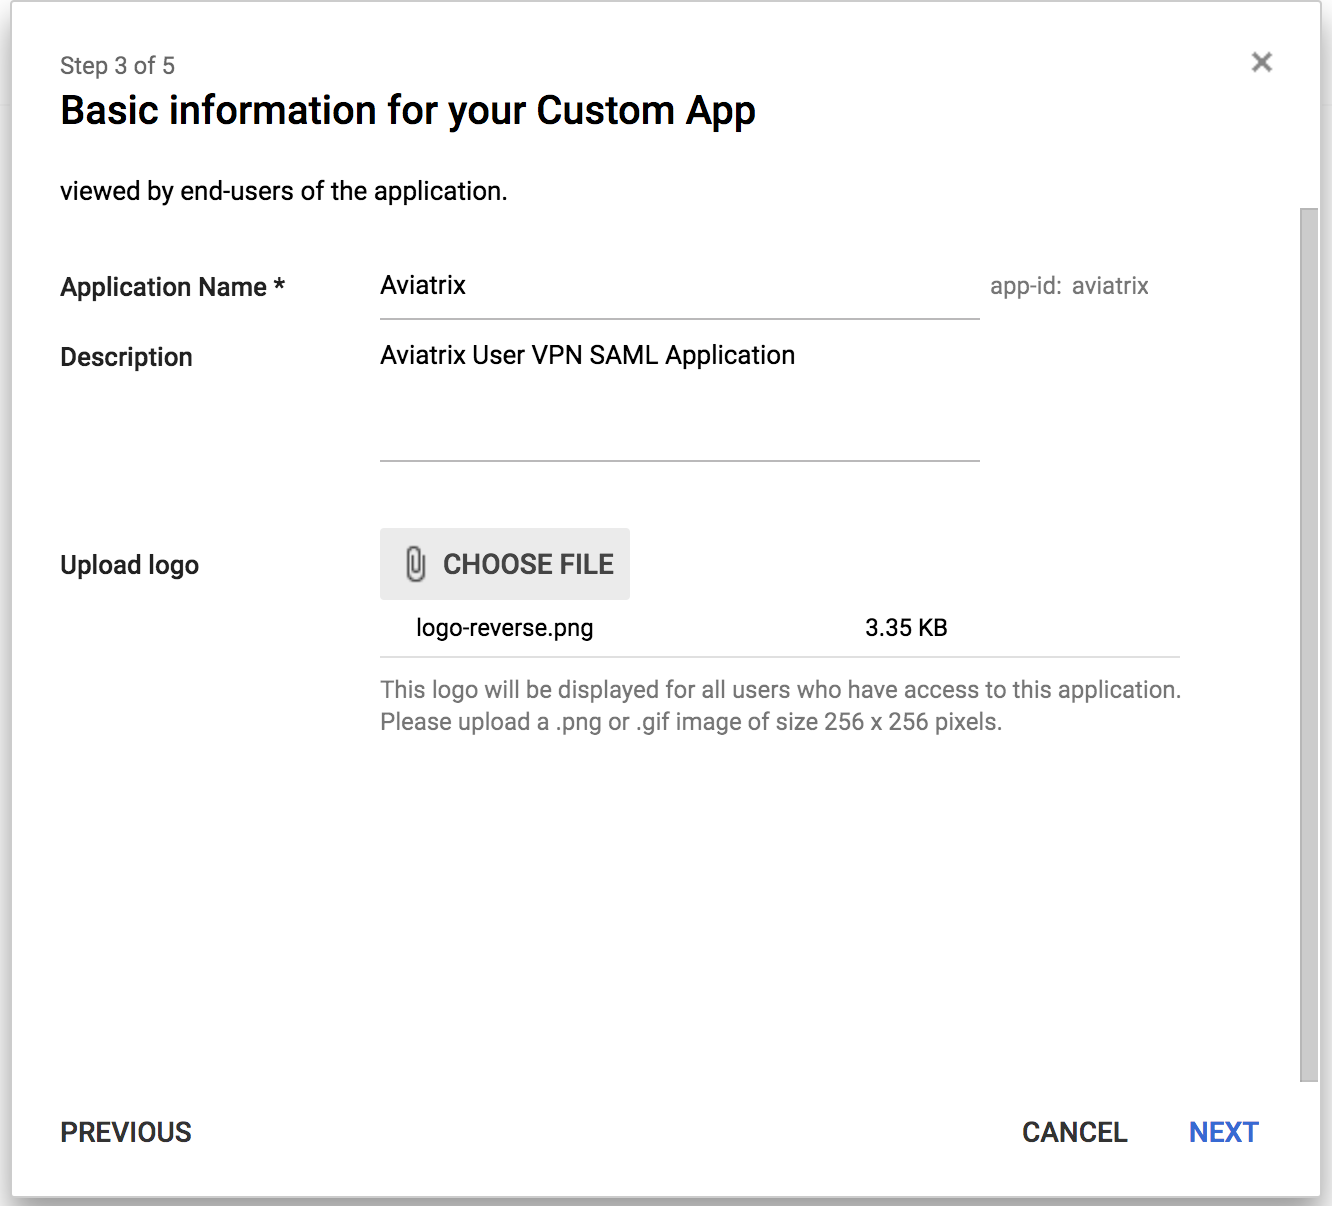 Step 3 of 5
Basic information for your Custom App
viewed by end-users of the application.
Application Name * Aviatrix app-id: aviatrix
Description Aviatrix User VPN SAML Application
Upload logo CHOOSE FILE
logo-reverse.png 3.35 KB
This logo will be displayed for all users who have access to this application.
Please upload a .png or .gif image of size 256 x 256 pixels.
PREVIOUS CANCEL NEXT